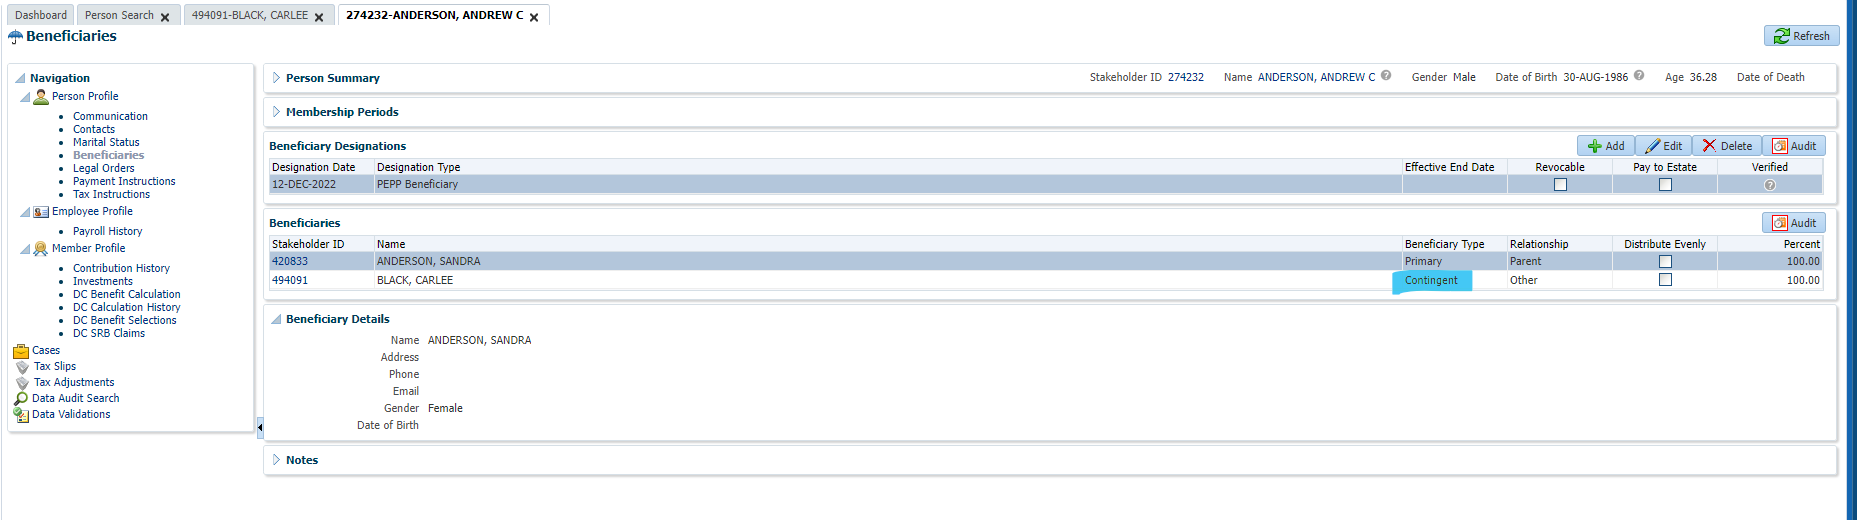 Dashboard Person Search 494091-BLACK, CARLEE 274232-ANDERSON, ANDREW C
Beneficiaries
Refresh
Navigation
Person Profile
Communication
Contacts
Marital Status
Beneficiaries
Legal Orders
Payment Instructions
Tax Instructions
Employee Profile
Payroll History
Member Profile
Contribution History
Investments
DC Benefit Calculation
DC Calculation History
DC Benefit Selections
DC SRB Claims
Cases
Tax Slips
Tax Adjustments
Data Audit Search
Data Validations
Person Summary Stakeholder ID 274232 Name ANDERSON, ANDREW C Gender Male Date of Birth 30-AUG-1986 Age 36.28 Date of Death
Membership Periods
Beneficiary Designations Add Edit Delete Audit
Designation Date Designation Type Effective End Date Revocable Pay to Estate Verified
12-DEC-2022 PEPP Beneficiary
Beneficiaries Audit
Stakeholder ID Name Beneficiary Type Relationship Distribute Evenly Percent
420833 ANDERSON, SANDRA Primary Parent 100.00
494091 BLACK, CARLEE Contingent Other 100.00
Beneficiary Details
Name ANDERSON, SANDRA
Address
Phone
Email
Gender Female
Date of Birth
Notes